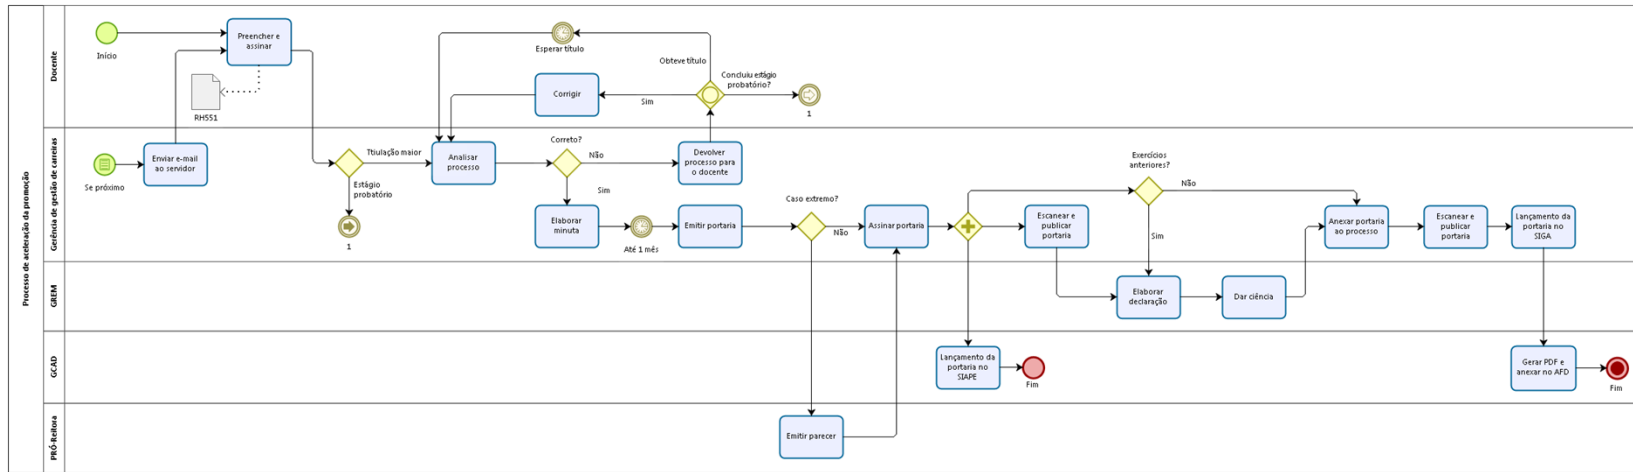 Processo de aceleração da promoção
Docente
Início
Preencher e
assinar
RH551
Esperar título
Obteve título
Concluiu estágio
probatório?
Corrigir
Sim
1
Gerência de gestão de carreiras
Se próximo
Enviar e-mail
ao servidor
Ttiulação maior
Estágio
probatório
1
Analisar
processo
Correto?
Não
Sim
Devolver
processo para
o docente
Elaborar
minuta
Até 1 mês
Emitir portaria
Caso extremo?
Não
Assinar portaria
Escanear e
publicar
portaria
Exercícios
anteriores?
Não
Sim
Anexar portaria
ao processo
Escanear e
publicar
portaria
Lançamento da
portaria no
SIGA
GREM
Elaborar
declaração
Dar ciência
GCAD
Lançamento da
portaria no
SIAPE
Fim
Gerar PDF e
anexar no AFD
Fim
PRÓ-Reitora
Emitir parecer